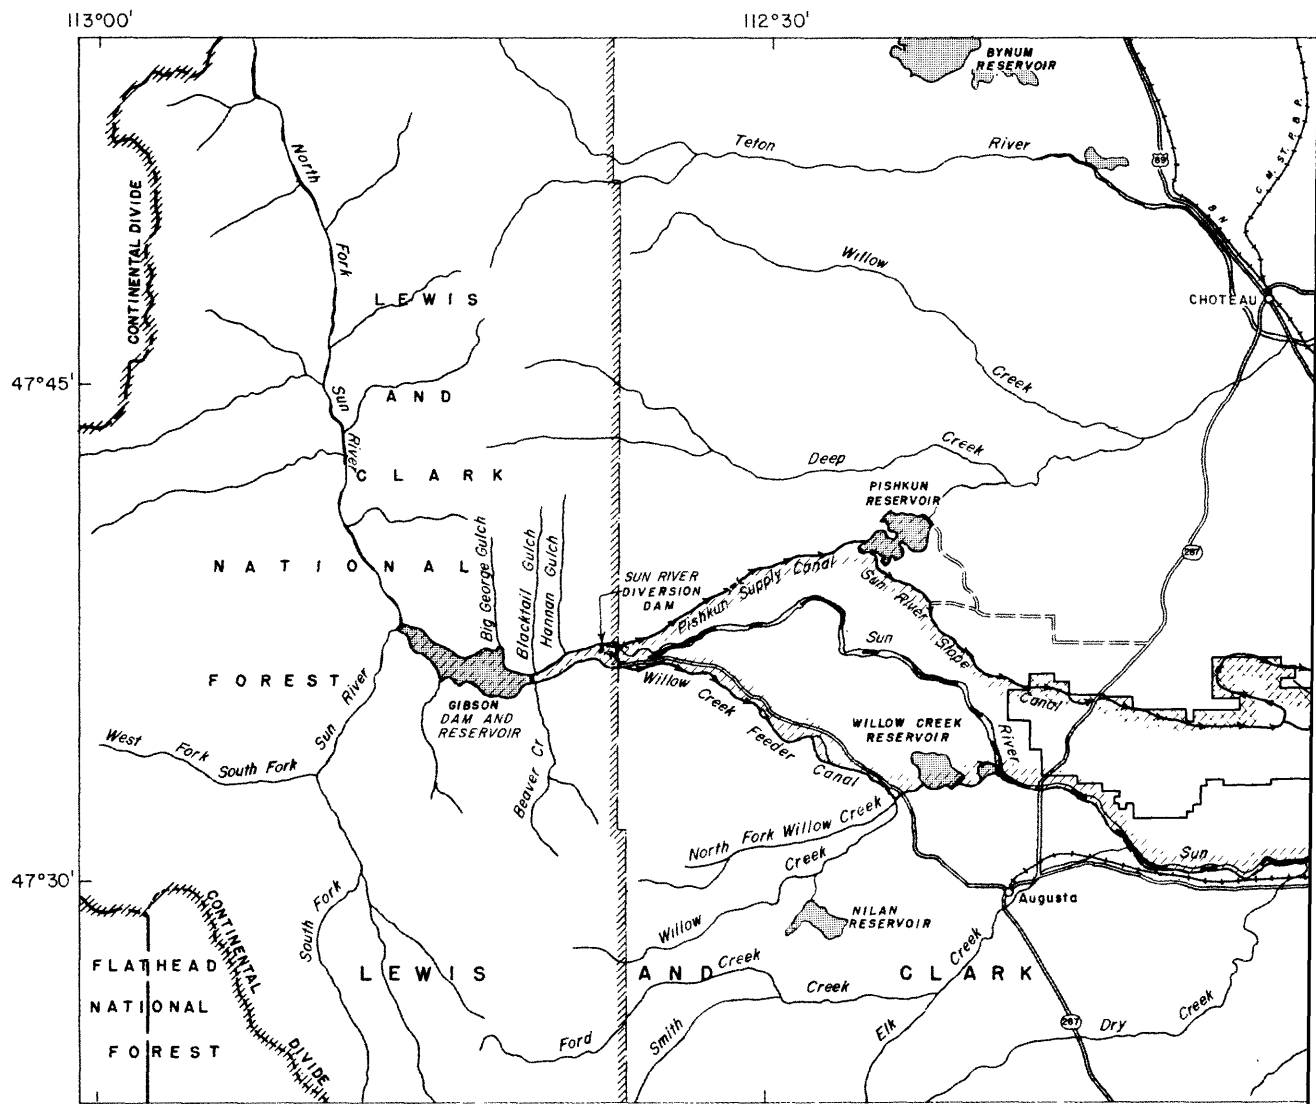 113°00'
112°30'
BYNUM
RESERVOIR
Teton River
North
Fork
Sun
River
CONTINENTAL DIVIDE
C. M. ST. P. & P.
89
B N
Willow
Creek
CHOTEAU
LEWIS
AND
CLARK
NATIONAL
FOREST
47°45'
Deep Creek
PISHKUN
RESERVOIR
287
Big George Gulch
Blacktail Gulch
Hannan Gulch
SUN RIVER
DIVERSION
DAM
Pishkun Supply Canal
Sun River Slope Canal
Sun
River
Willow Creek Feeder Canal
GIBSON
DAM AND
RESERVOIR
WILLOW CREEK
RESERVOIR
Sun River
West Fork
South Fork
Beaver Cr
North Fork Willow Creek
Sun
47°30'
Augusta
Willow Creek
NILAN
RESERVOIR
South Fork
CONTINENTAL
DIVIDE
FLATHEAD
NATIONAL
FOREST
LEWIS AND CLARK
Ford Creek
Smith Creek
Elk Creek
287
Dry Creek